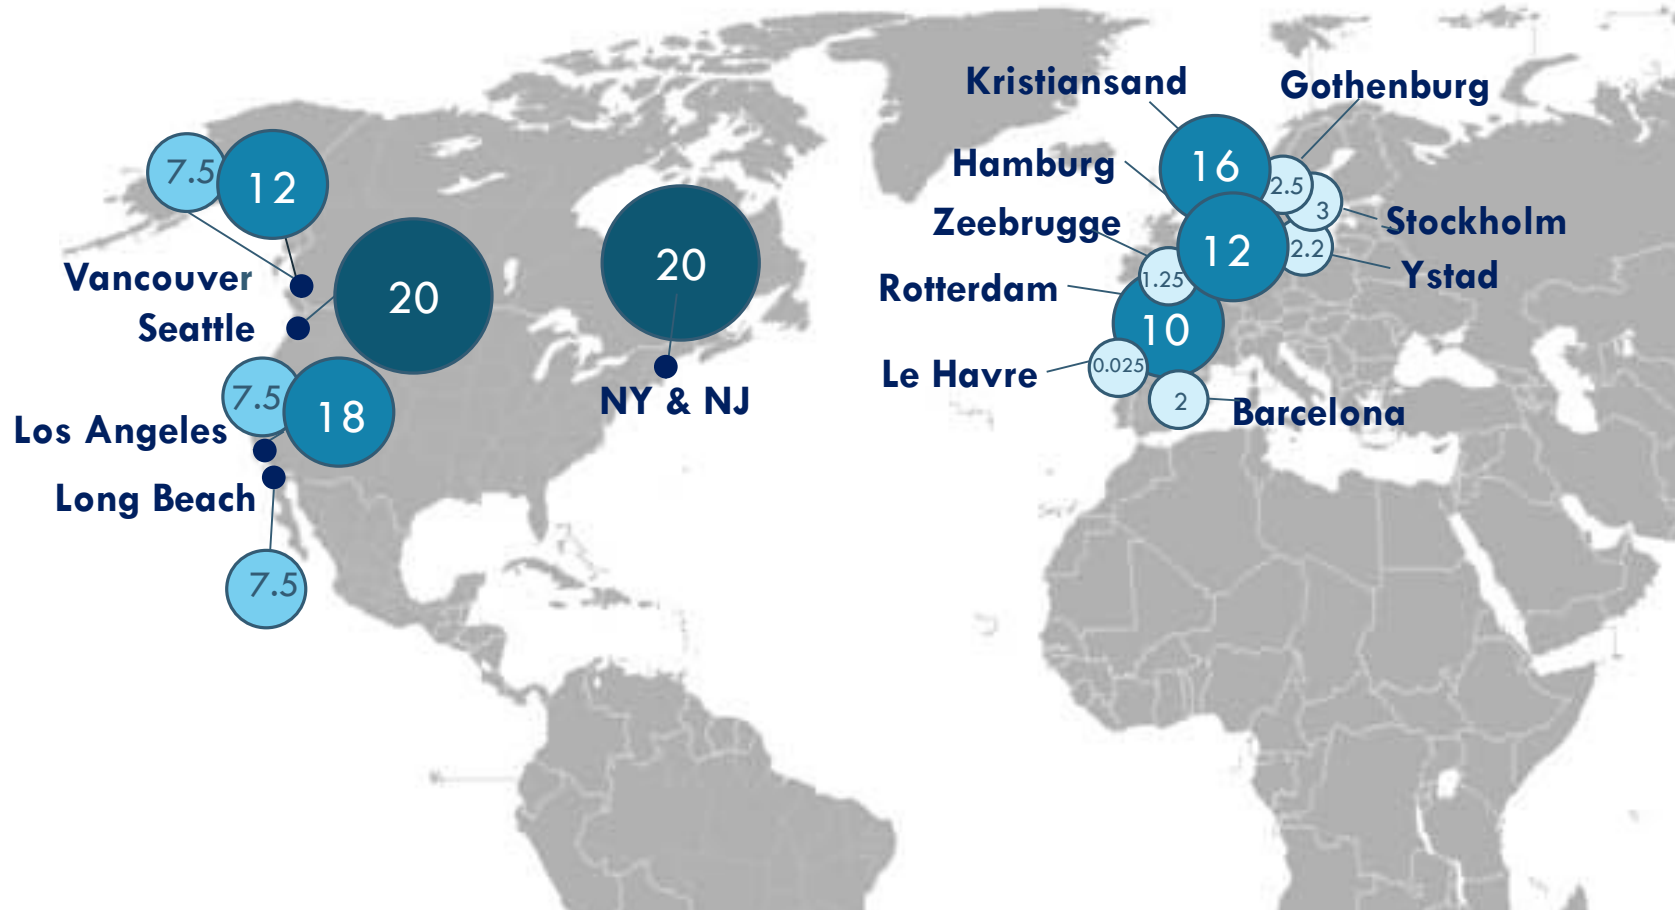 7.5
12
Vancouver
Seattle
20
7.5
18
Los Angeles
Long Beach
7.5
20
NY & NJ
Kristiansand
Gothenburg
16
Hamburg
2.5
3
Zeebrugge
Stockholm
12
2.2
Ystad
1.25
Rotterdam
10
Le Havre
0.025
2
Barcelona